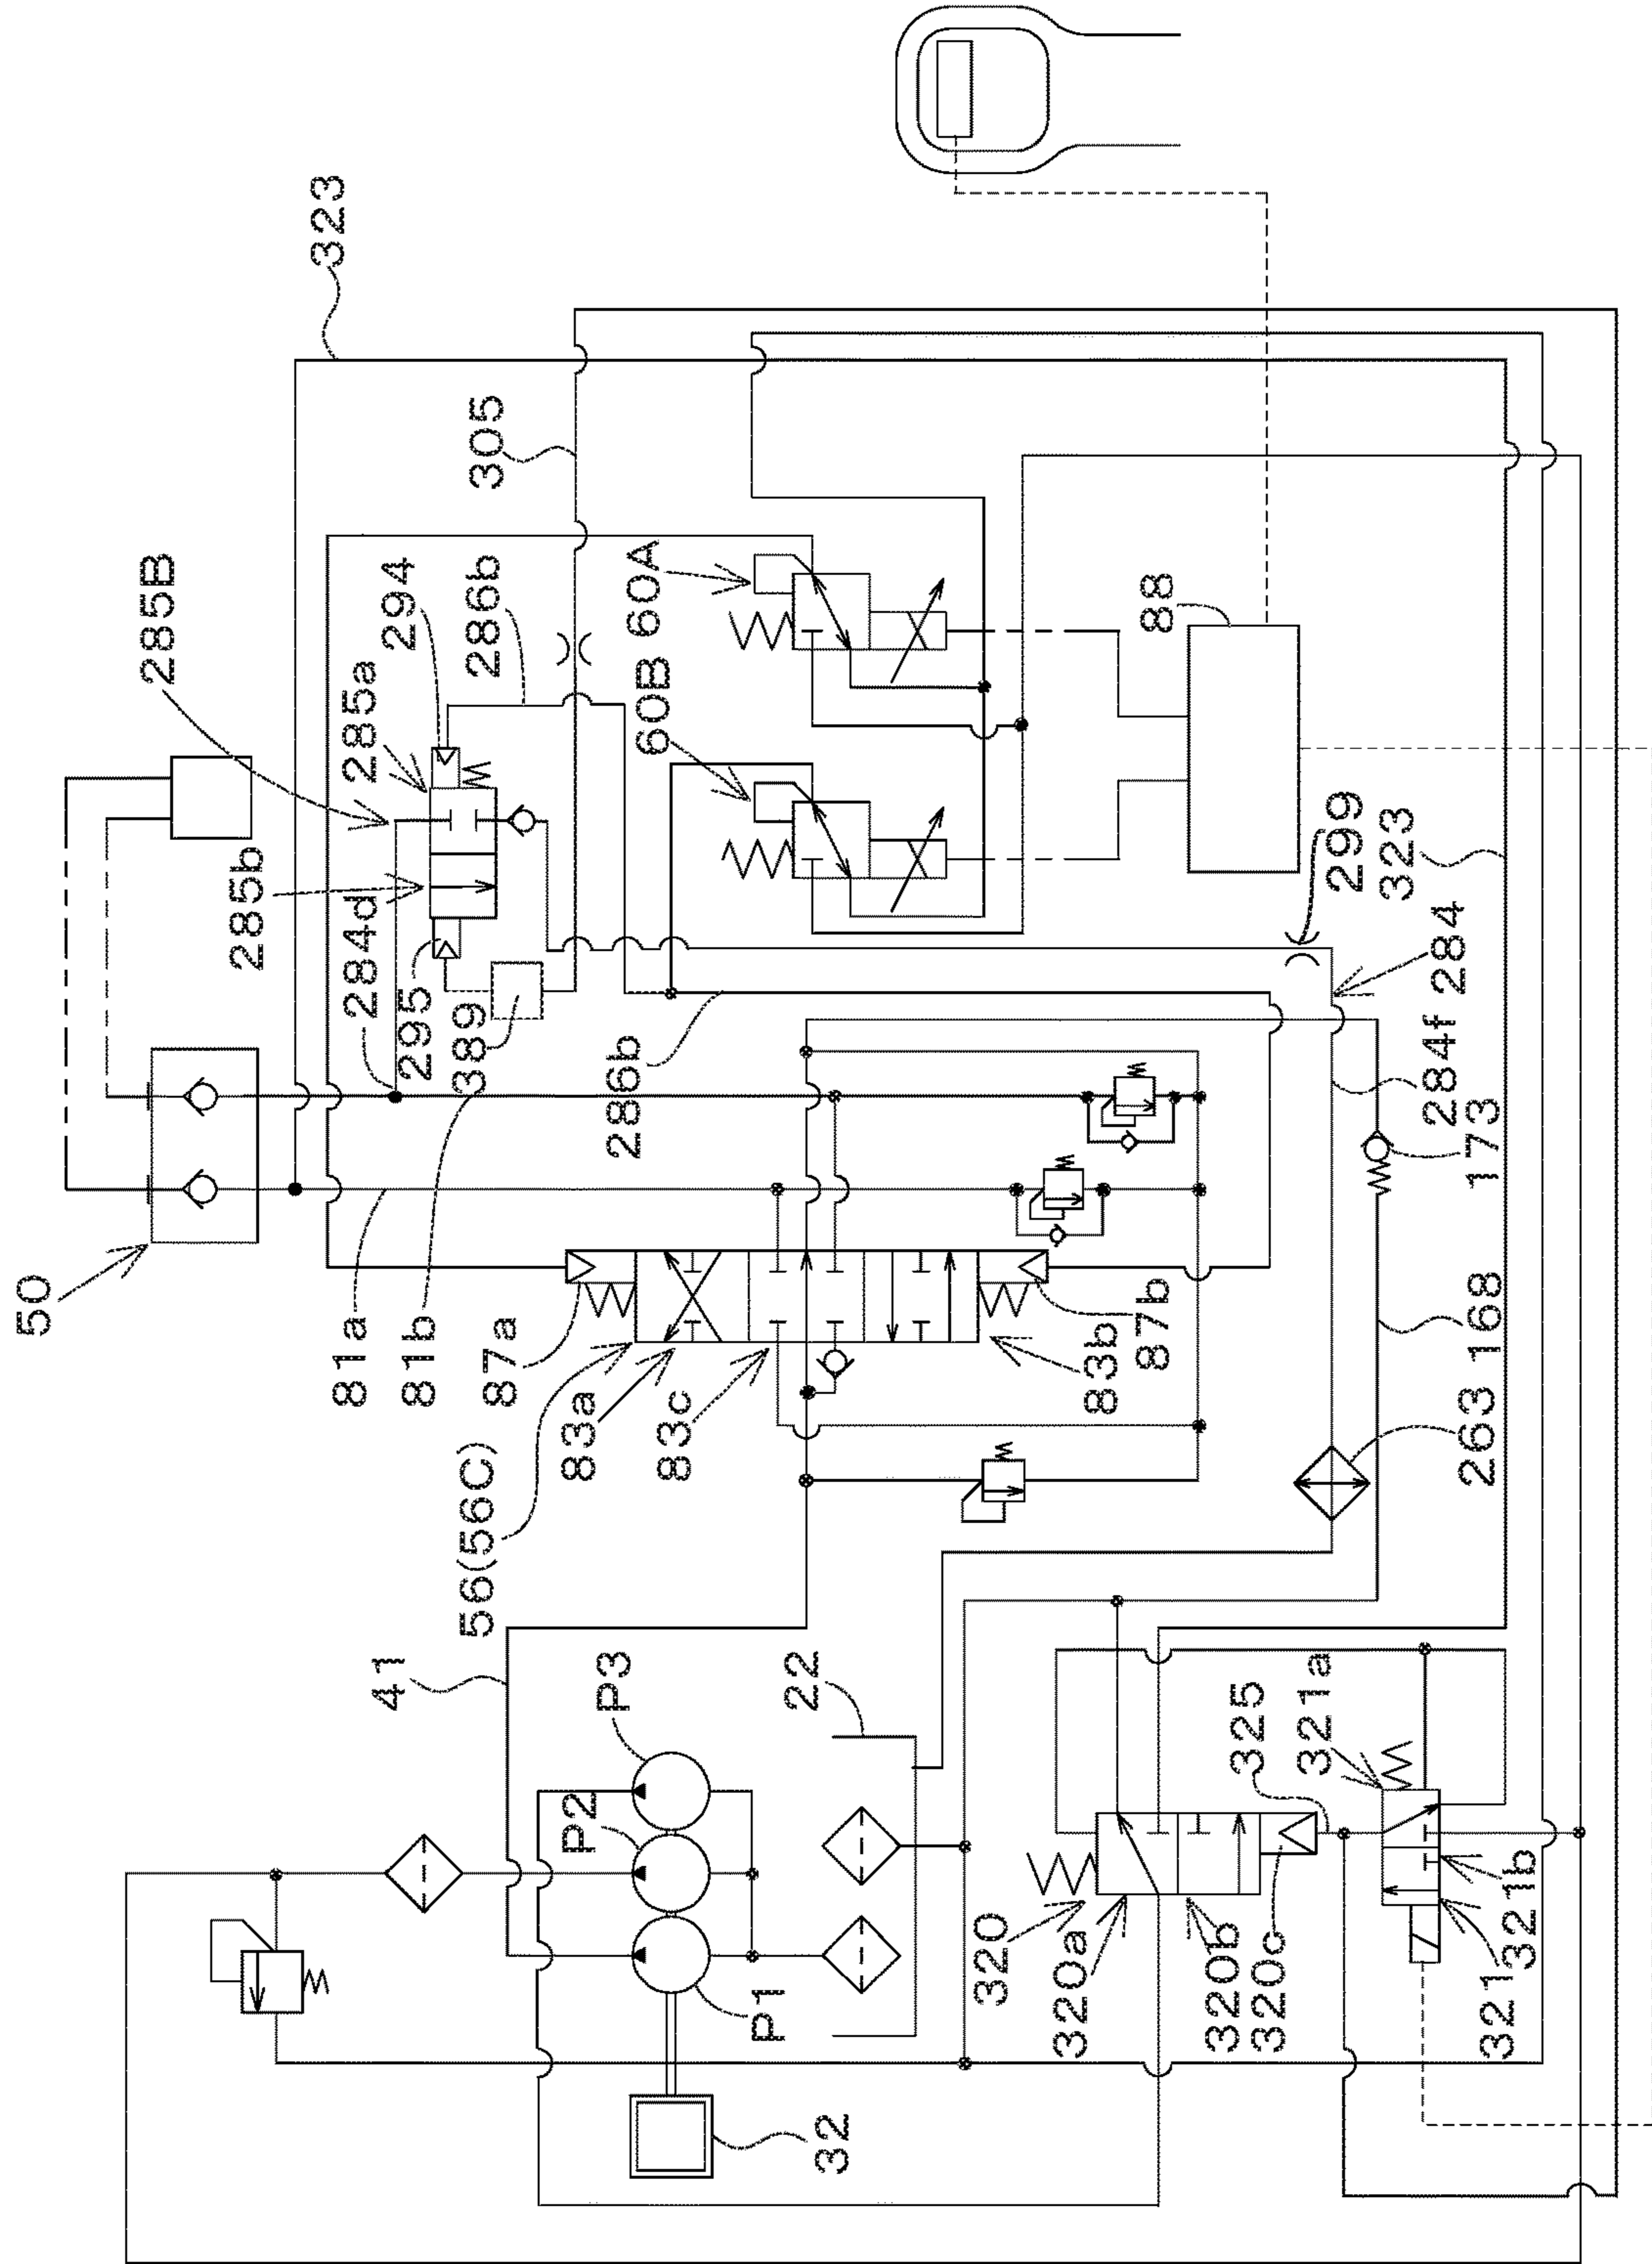 323
305
285B
294
286b
285a
60A
88
60B
285b
284d
295
389
299
323
284
286b
284f
173
50
81a
81b
87a
83a
83c
83b
87b
168
263
56(56C)
41
P3
22
P2
325
321a
P1
320
320a
320b
320c
321b
321
32